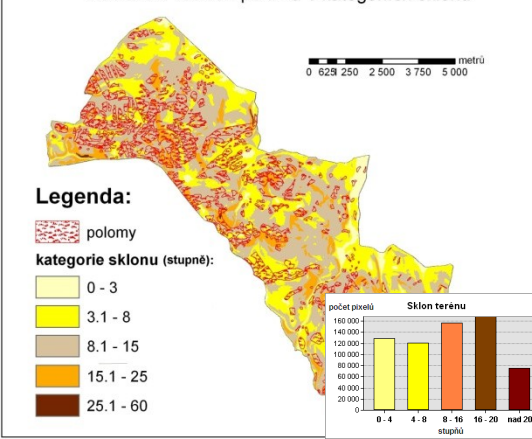 metrú
0 625 1 250 2 500 3 750 5 000
Legenda:
polomy
kategorie sklonu (stupně):
0 - 3
3.1 - 8
8.1 - 15
15.1 - 25
25.1 - 60
počet pixelů
Sklon terénu
160 000
140 000
120 000
100 000
80 000
60 000
40 000
20 000
0
0 - 4 4 - 8 8 - 16 16 - 20 nad 20
stupňů